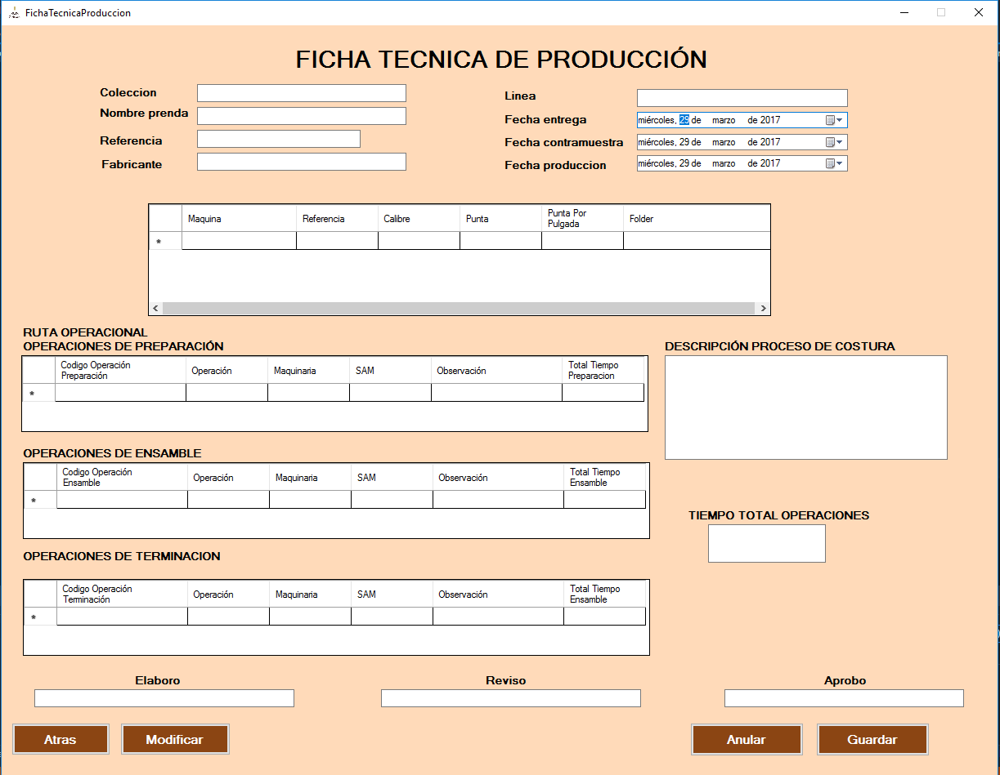 FichaTecnicaProduccion
FICHA TECNICA DE PRODUCCIÓN
Coleccion
Nombre prenda
Referencia
Fabricante
Linea
Fecha entrega miércoles, 29 de marzo de 2017
Fecha contramuestra miércoles, 29 de marzo de 2017
Fecha produccion miércoles, 29 de marzo de 2017
Maquina Referencia Calibre Punta Punta Por Folder
Pulgada
*
RUTA OPERACIONAL
OPERACIONES DE PREPARACIÓN
Codigo Operación Operación Maquinaria SAM Observación Total Tiempo
Preparación Preparacion
*
DESCRIPCIÓN PROCESO DE COSTURA
OPERACIONES DE ENSAMBLE
Codigo Operación Operación Maquinaria SAM Observación Total Tiempo
Ensamble Ensamble
*
TIEMPO TOTAL OPERACIONES
OPERACIONES DE TERMINACION
Codigo Operación Operación Maquinaria SAM Observación Total Tiempo
Terminación Ensamble
*
Elaboro Reviso Aprobo
Atras Modificar Anular Guardar